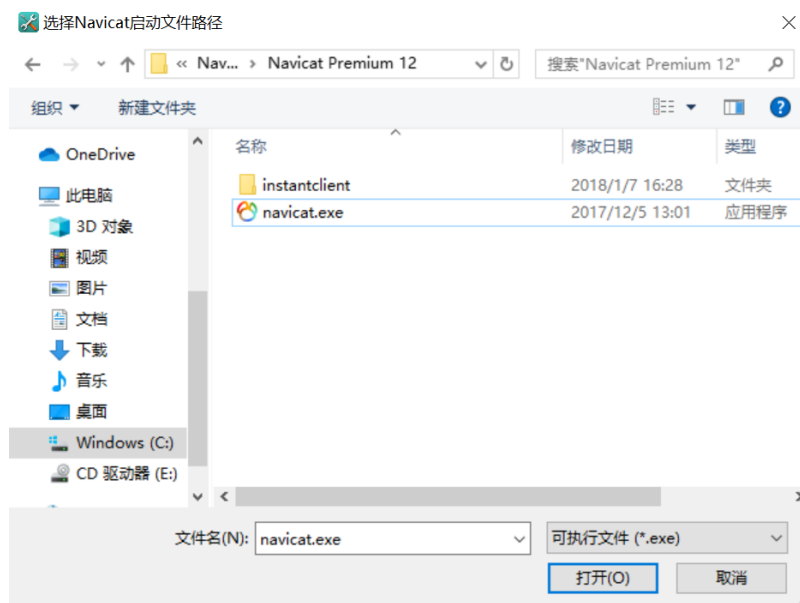 选择Navicat启动文件路径
« Nav... › Navicat Premium 12
搜索"Navicat Premium 12"
组织
新建文件夹
名称 修改日期 类型
instantclient 2018/1/7 16:28 文件夹
navicat.exe 2017/12/5 13:01 应用程序
OneDrive
此电脑
3D 对象
视频
图片
文档
下载
音乐
桌面
Windows (C:)
CD 驱动器 (E:)
文件名(N): navicat.exe
可执行文件 (*.exe)
打开(O) 取消